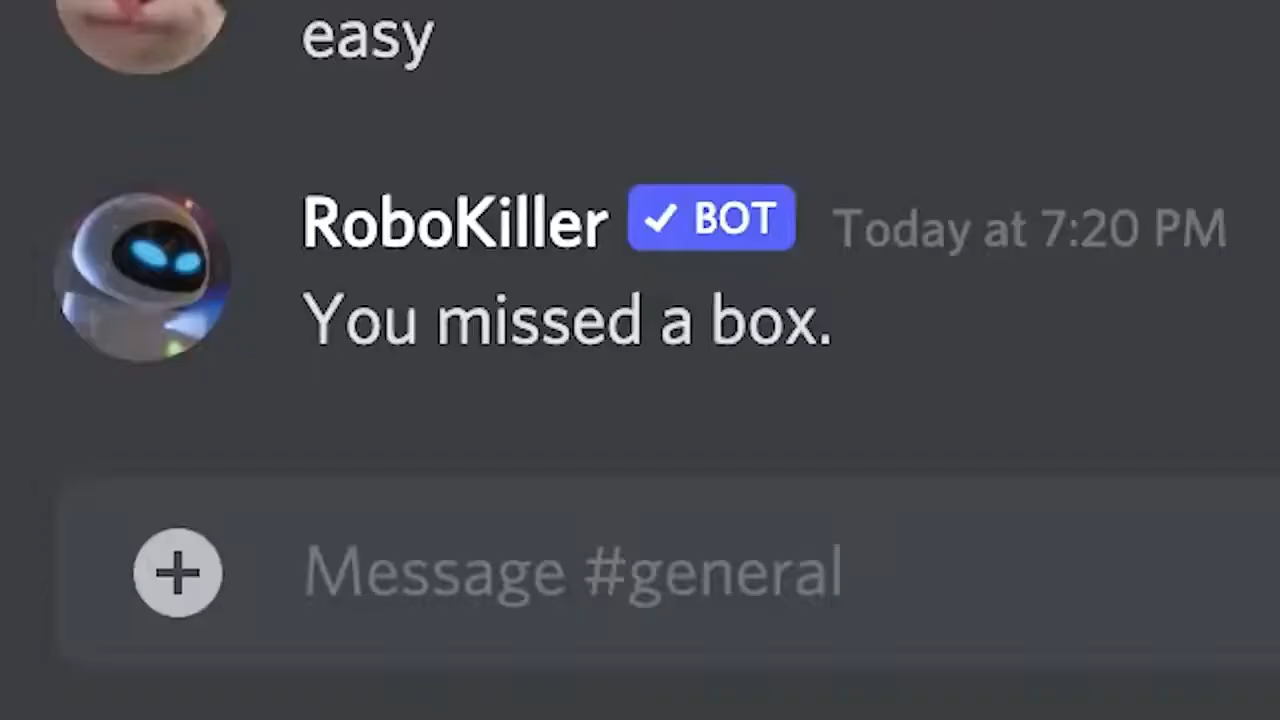 easy
RoboKiller ✓ BOT Today at 7:20 PM
You missed a box.
Message #general